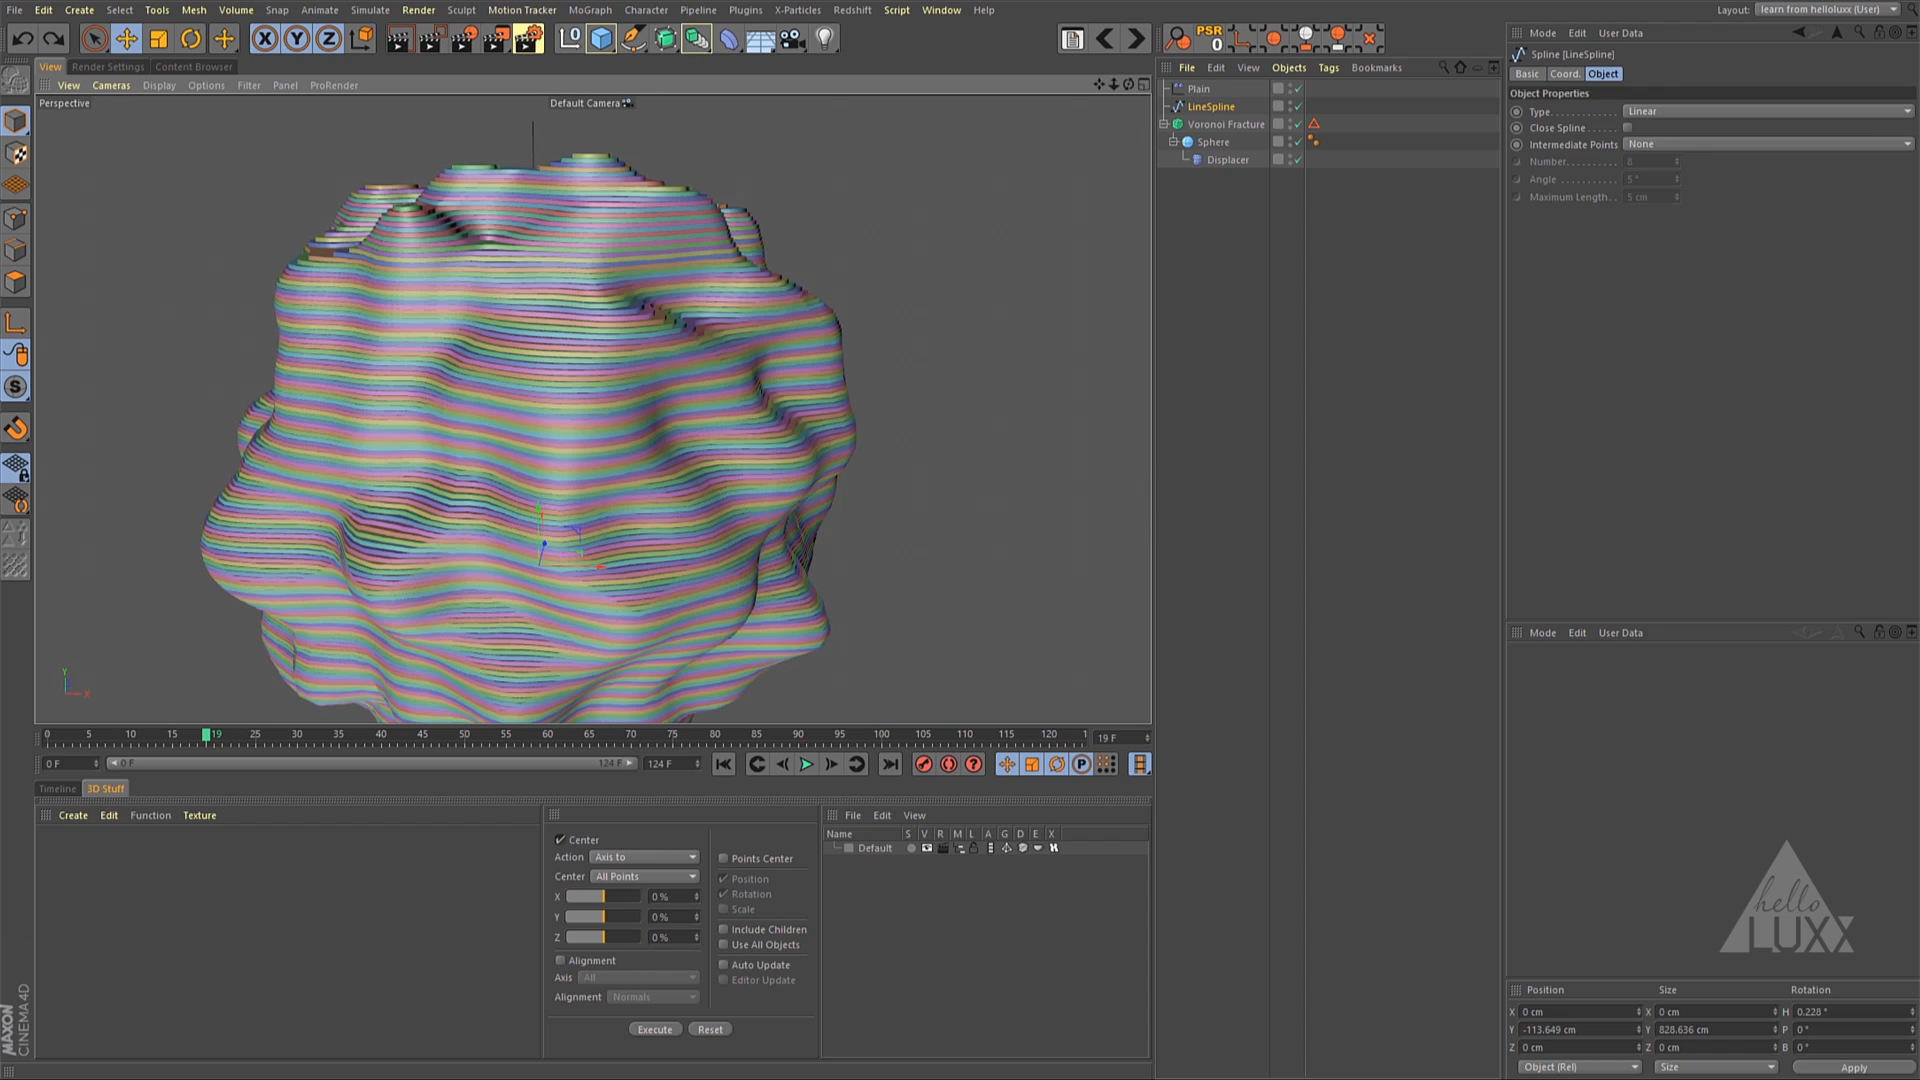 File Edit Create Select Tools Mesh Volume Snap Animate Simulate Render Sculpt Motion Tracker MoGraph Character Pipeline Plugins X-Particles Redshift Script Window Help
Layout: learn from helloluxx (User)
PSR
0
View Render Settings Content Browser
View Cameras Display Options Filter Panel ProRender
Perspective
Default Camera
File Edit View Objects Tags Bookmarks
Plain
LineSpline
Voronoi Fracture
Sphere
Displacer
Mode Edit User Data
Spline [LineSpline]
Basic Coord. Object
Object Properties
Type Linear
Close Spline
Intermediate Points None
Number 8
Angle 5 °
Maximum Length 5 cm
Mode Edit User Data
Y
X
0 5 10 15 19 25 30 35 40 45 50 55 60 65 70 75 80 85 90 95 100 105 110 115 120 1
19 F
0 F 0 F 124 F 124 F
Timeline 3D Stuff
Create Edit Function Texture
Center
Action Axis to
Center All Points
X 0 %
Y 0 %
Z 0 %
Alignment
Axis All
Alignment Normals
Points Center
Position
Rotation
Scale
Include Children
Use All Objects
Auto Update
Editor Update
Execute Reset
File Edit View
Name S V R M L A G D E X
Default
hello
LUXX
Position Size Rotation
X 0 cm X 0 cm H 0.228 °
Y -113.649 cm Y 828.636 cm P 0 °
Z 0 cm Z 0 cm B 0 °
Object (Rel) Size Apply
MAXON
CINEMA 4D